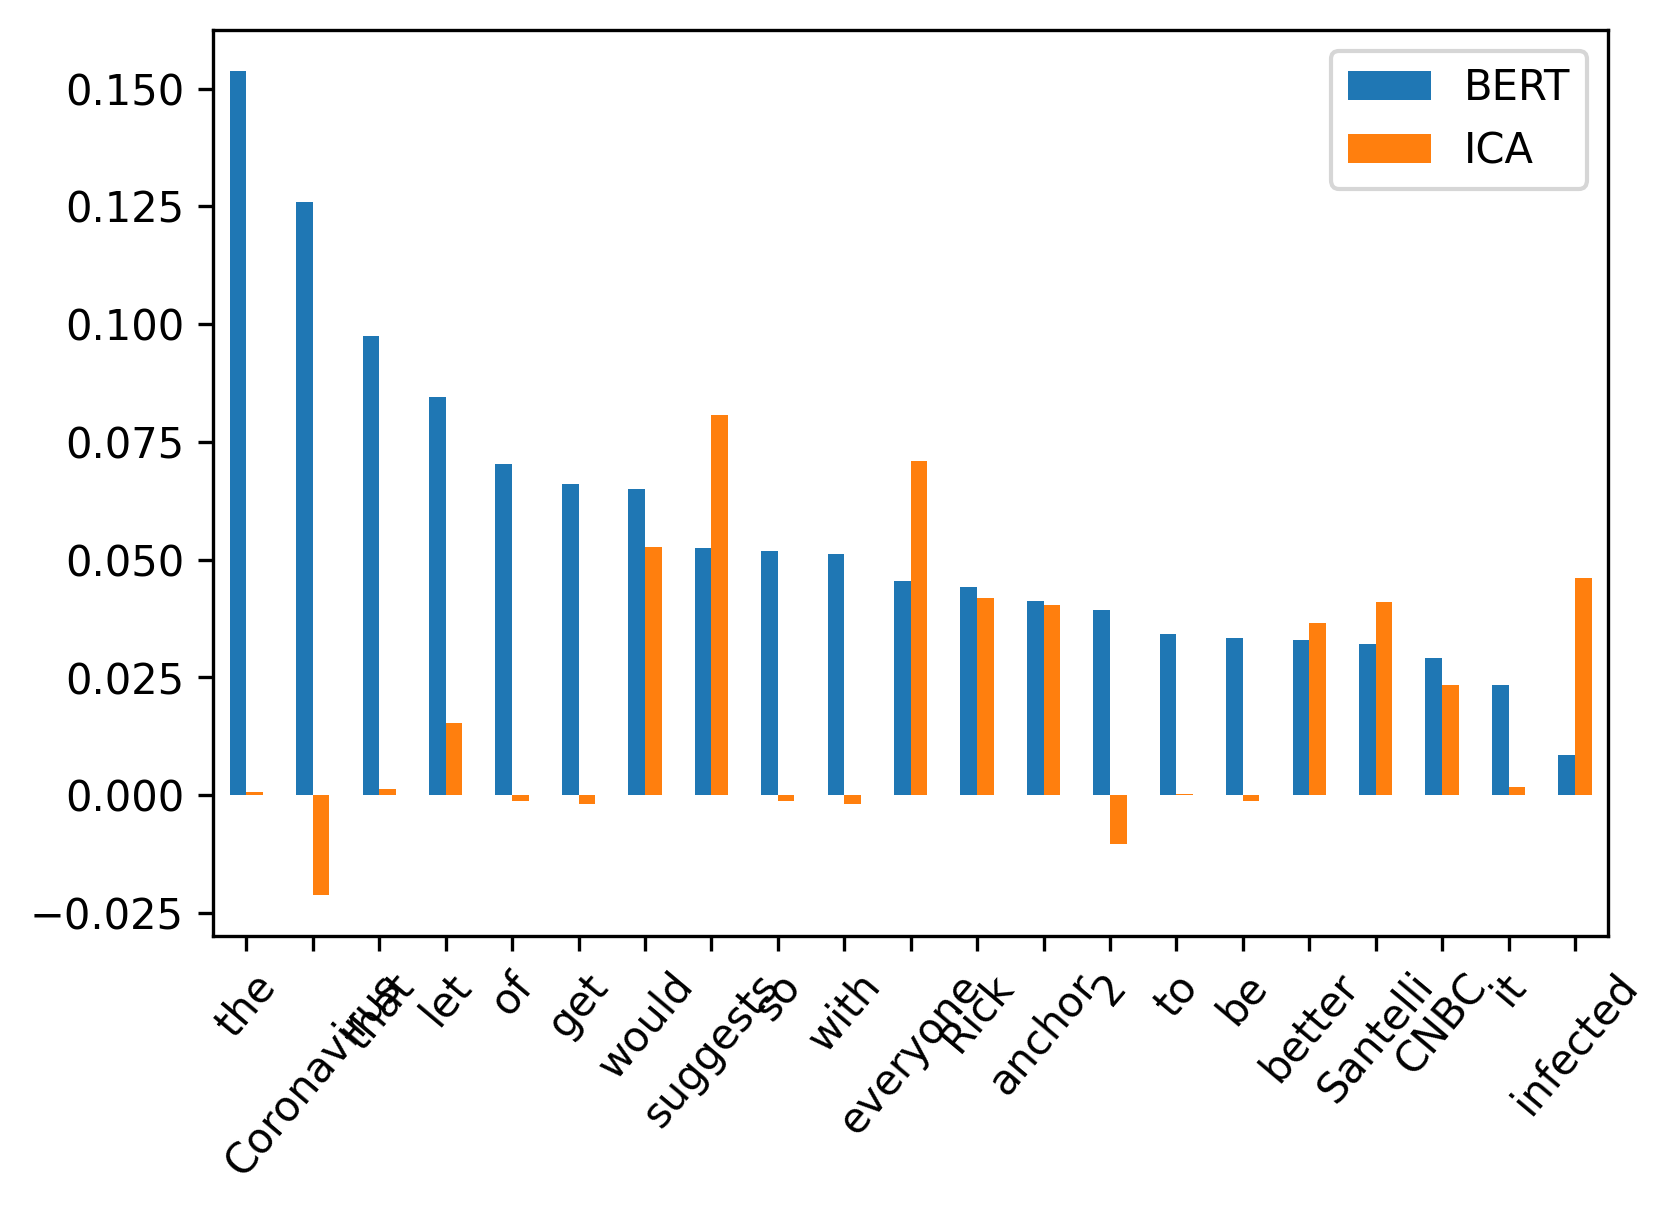 0.150
0.125
0.100
0.075
0.050
0.025
0.000
−0.025
BERT
ICA
the
Coronavirus
that
let
of
get
would
suggests
so
with
everyone
Rick
anchor
2
to
be
better
Santelli
CNBC
it
infected